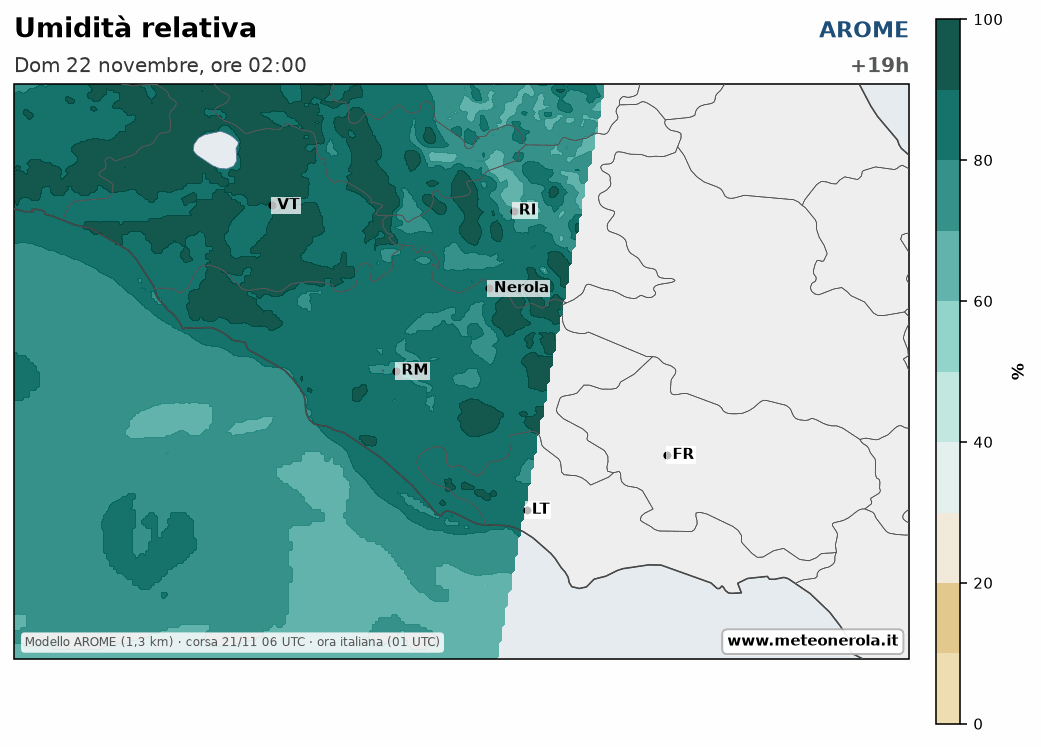 Umidità relativa
AROME
Dom 22 novembre, ore 02:00
+19h
VT
RI
Nerola
RM
FR
LT
Modello AROME (1,3 km) · corsa 21/11 06 UTC · ora italiana (01 UTC)
www.meteonerola.it
100
80
60
40
20
0
%